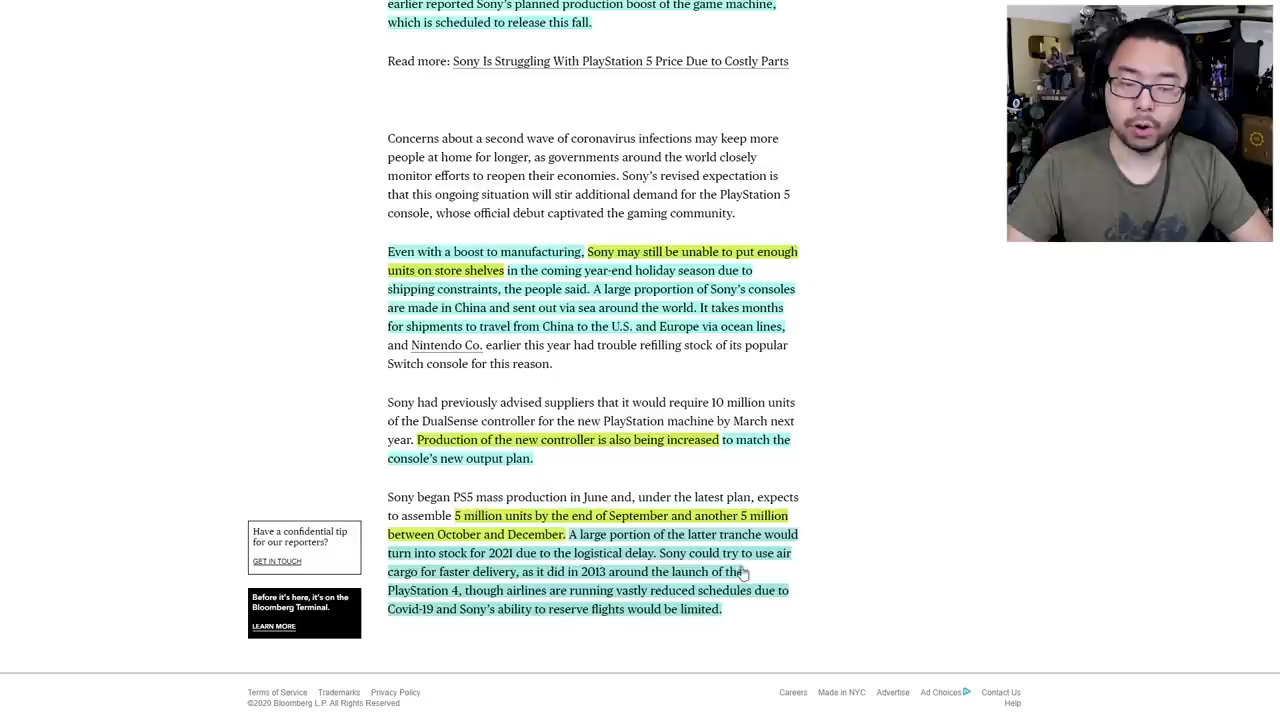 earlier reported Sony's planned production boost of the game machine,
which is scheduled to release this fall.
Read more: Sony Is Struggling With PlayStation 5 Price Due to Costly Parts
Concerns about a second wave of coronavirus infections may keep more
people at home for longer, as governments around the world closely
monitor efforts to reopen their economies. Sony's revised expectation is
that this ongoing situation will stir additional demand for the PlayStation 5
console, whose official debut captivated the gaming community.
Even with a boost to manufacturing, Sony may still be unable to put enough
units on store shelves in the coming year-end holiday season due to
shipping constraints, the people said. A large proportion of Sony's consoles
are made in China and sent out via sea around the world. It takes months
for shipments to travel from China to the U.S. and Europe via ocean lines,
and Nintendo Co. earlier this year had trouble refilling stock of its popular
Switch console for this reason.
Sony had previously advised suppliers that it would require 10 million units
of the DualSense controller for the new PlayStation machine by March next
year. Production of the new controller is also being increased to match the
console's new output plan.
Sony began PS5 mass production in June and, under the latest plan, expects
to assemble 5 million units by the end of September and another 5 million
between October and December. A large portion of the latter tranche would
turn into stock for 2021 due to the logistical delay. Sony could try to use air
cargo for faster delivery, as it did in 2013 around the launch of the
PlayStation 4, though airlines are running vastly reduced schedules due to
Covid-19 and Sony's ability to reserve flights would be limited.
Have a confidential tip
for our reporters?
GET IN TOUCH
Before it's here, it's on the
Bloomberg Terminal.
LEARN MORE
Terms of Service Trademarks Privacy Policy
©2020 Bloomberg L.P. All Rights Reserved
Careers Made in NYC Advertise Ad Choices Contact Us
Help